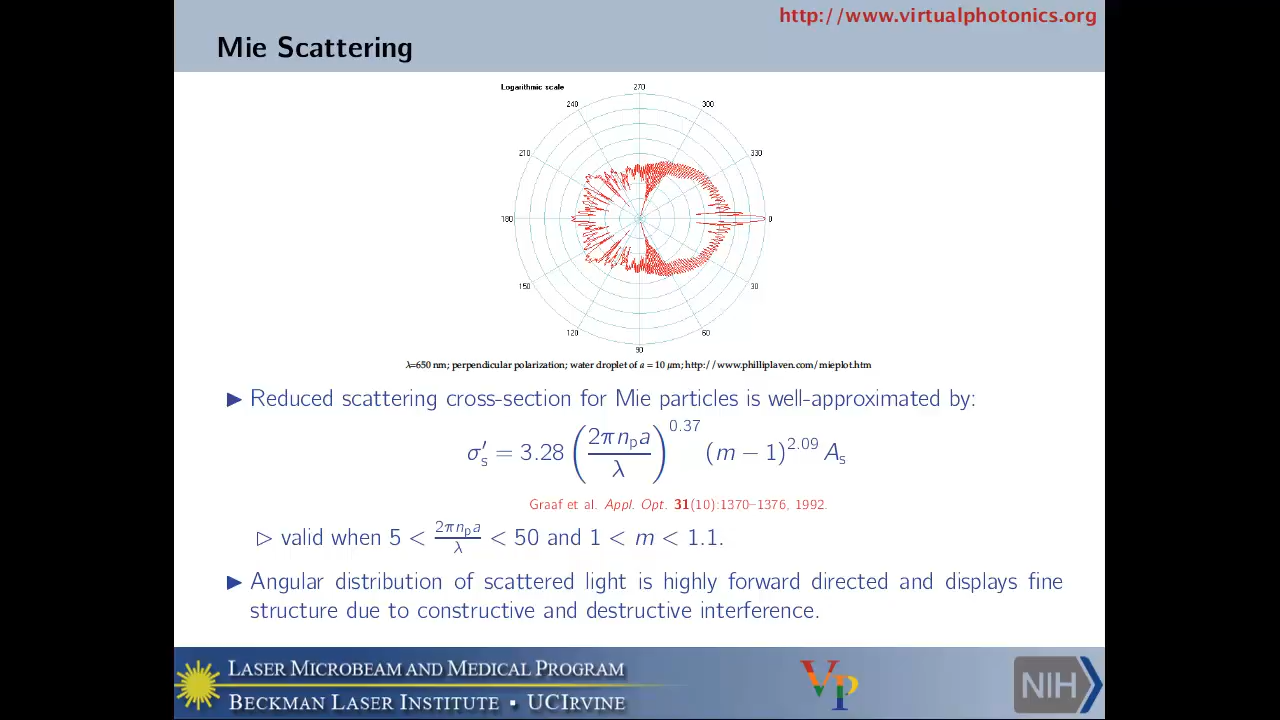 http://www.virtualphotonics.org
Mie Scattering
Logarithmic scale
270
240
300
210
330
180
0
150
30
120
60
90
λ=650 nm; perpendicular polarization; water droplet of a = 10 μm; http://www.philliplaven.com/mieplot.htm
▶ Reduced scattering cross-section for Mie particles is well-approximated by:
σ′ₛ = 3.28 (2πnₚa/λ)^0.37 (m − 1)^2.09 Aₛ
Graaf et al. Appl. Opt. 31(10):1370–1376, 1992.
▷ valid when 5 < 2πnₚa/λ < 50 and 1 < m < 1.1.
▶ Angular distribution of scattered light is highly forward directed and displays fine
structure due to constructive and destructive interference.
LASER MICROBEAM AND MEDICAL PROGRAM
BECKMAN LASER INSTITUTE ▪ UCIRVINE
VP
NIH